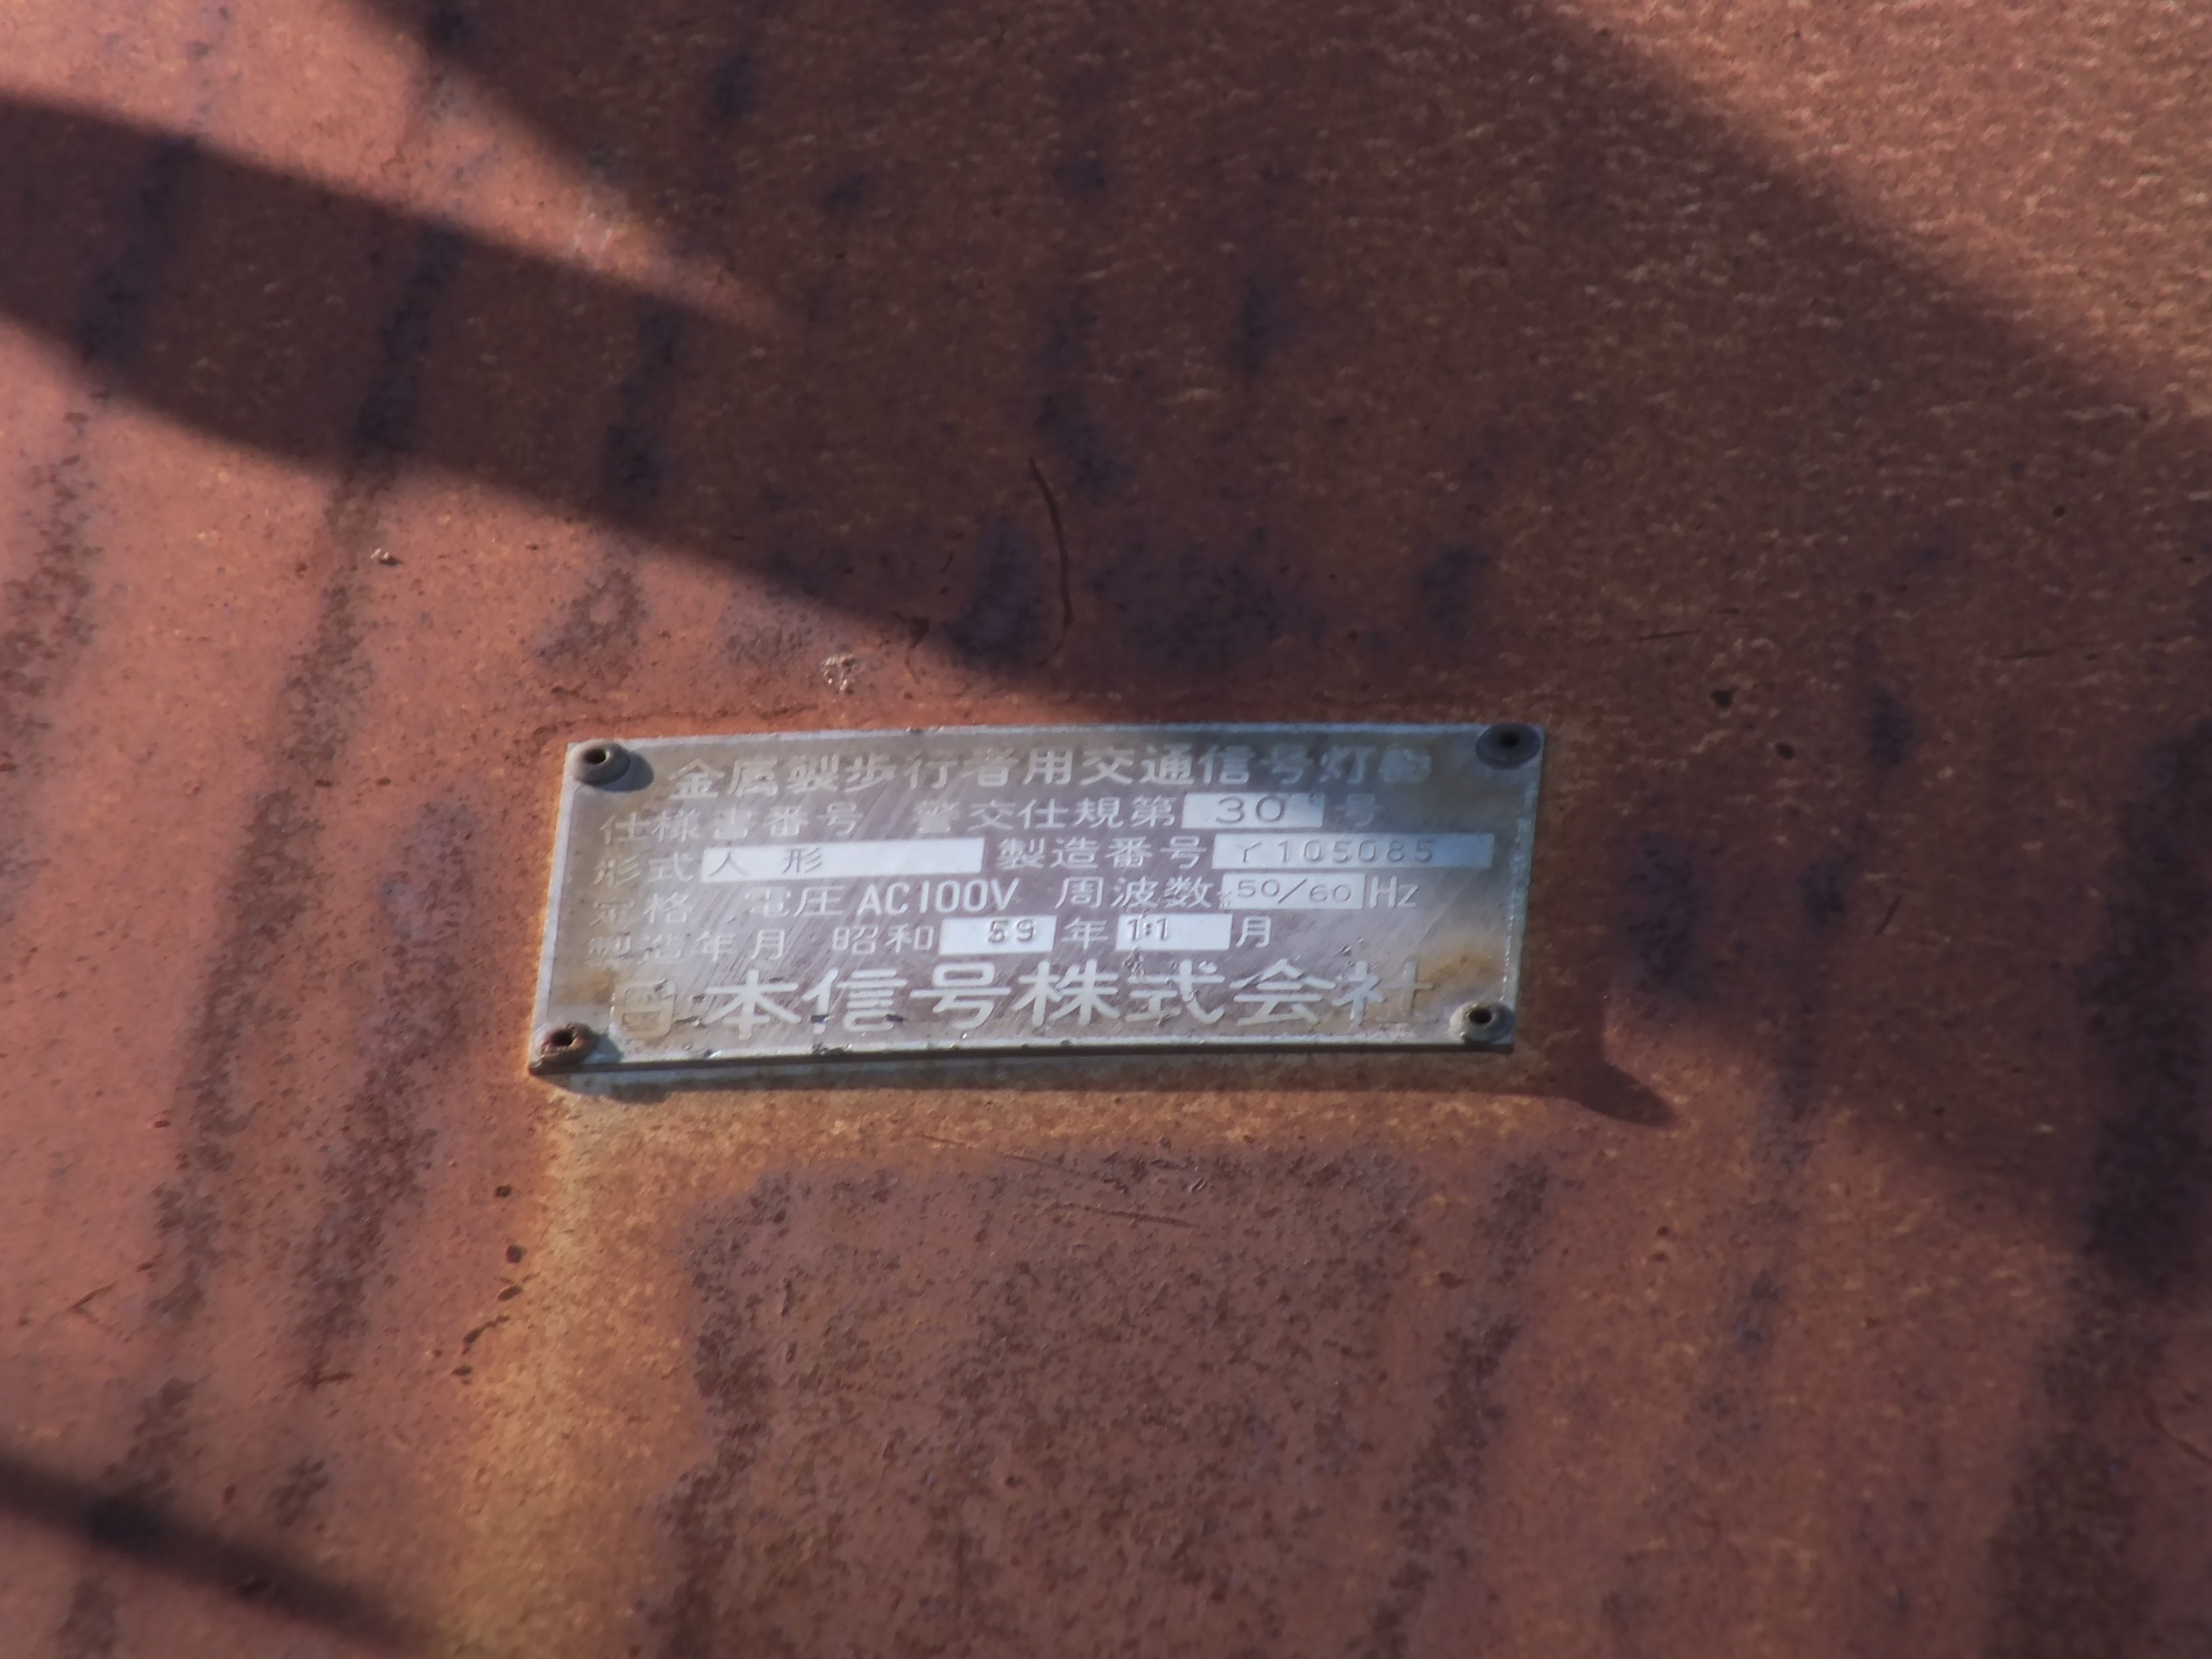 金属製歩行者用交通信号灯器
仕様書番号 警交仕規第 30 号
形式 人形 製造番号 Y105085
定格 電圧 AC100V 周波数 50/60 Hz
製造年月 昭和 59 年 11 月
日本信号株式会社